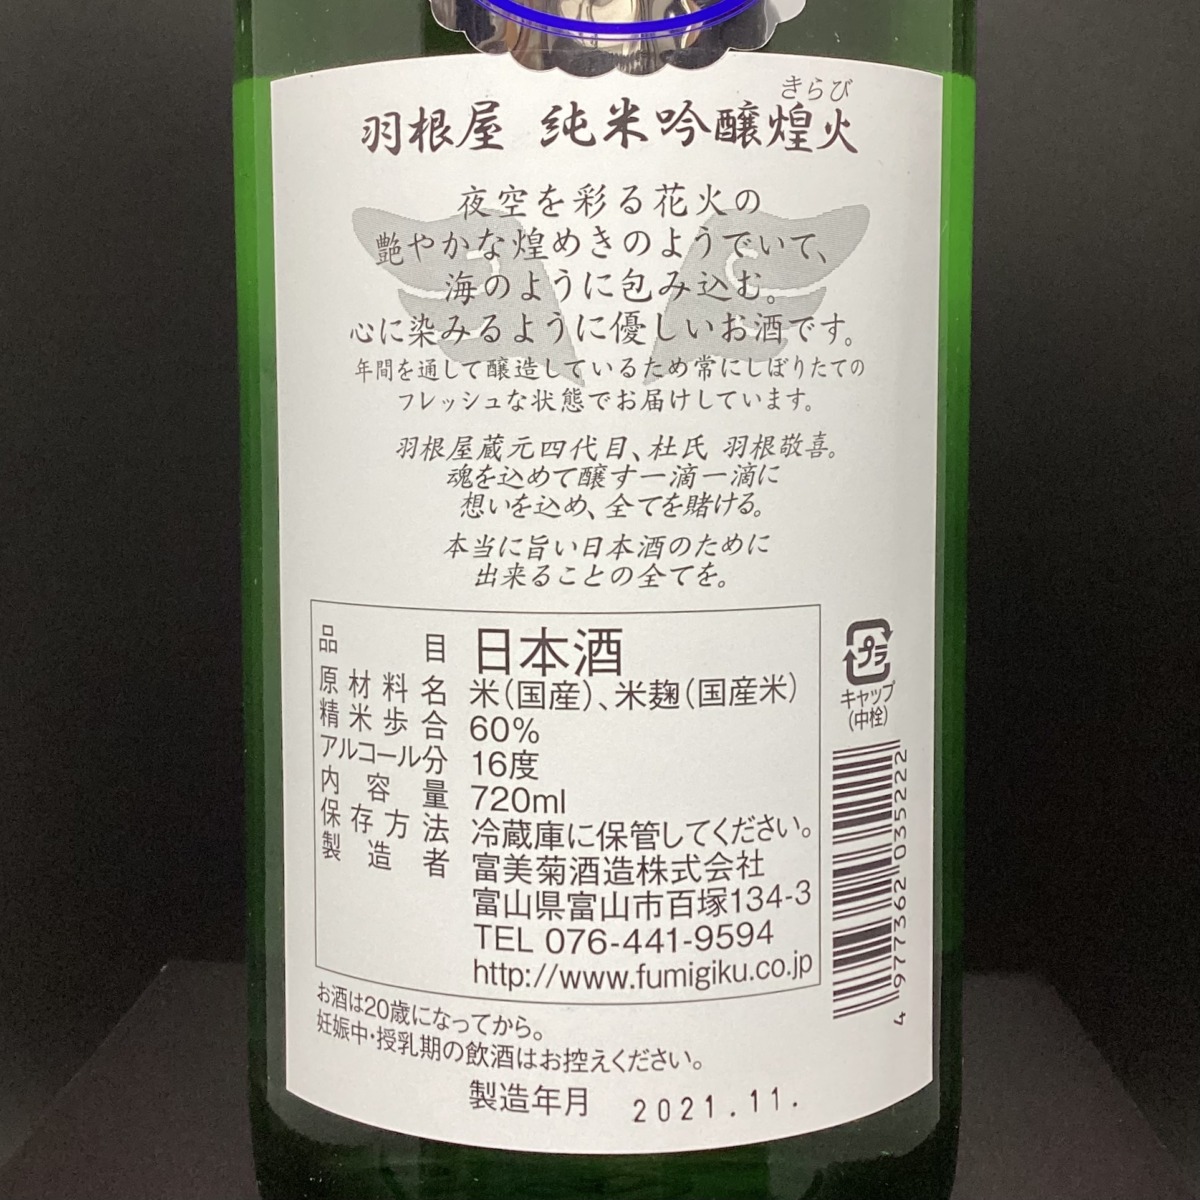 きらび
羽根屋 純米吟醸煌火
夜空を彩る花火の
艶やかな煌めきのようでいて、
海のように包み込む。
心に染みるように優しいお酒です。
年間を通して醸造しているため常にしぼりたての
フレッシュな状態でお届けしています。
羽根屋蔵元四代目、杜氏 羽根敬喜。
魂を込めて醸す一滴一滴に
想いを込め、全てを賭ける。
本当に旨い日本酒のために
出来ることの全てを。
品目 日本酒
原材料名 米(国産)、米麹(国産米)
精米歩合 60%
アルコール分 16度
内容量 720ml
保存方法 冷蔵庫に保管してください。
製造者 富美菊酒造株式会社
富山県富山市百塚134-3
TEL 076-441-9594
http://www.fumigiku.co.jp
プラ
キャップ
(中栓)
4 977362 035222
お酒は20歳になってから。
妊娠中・授乳期の飲酒はお控えください。
製造年月 2021.11.